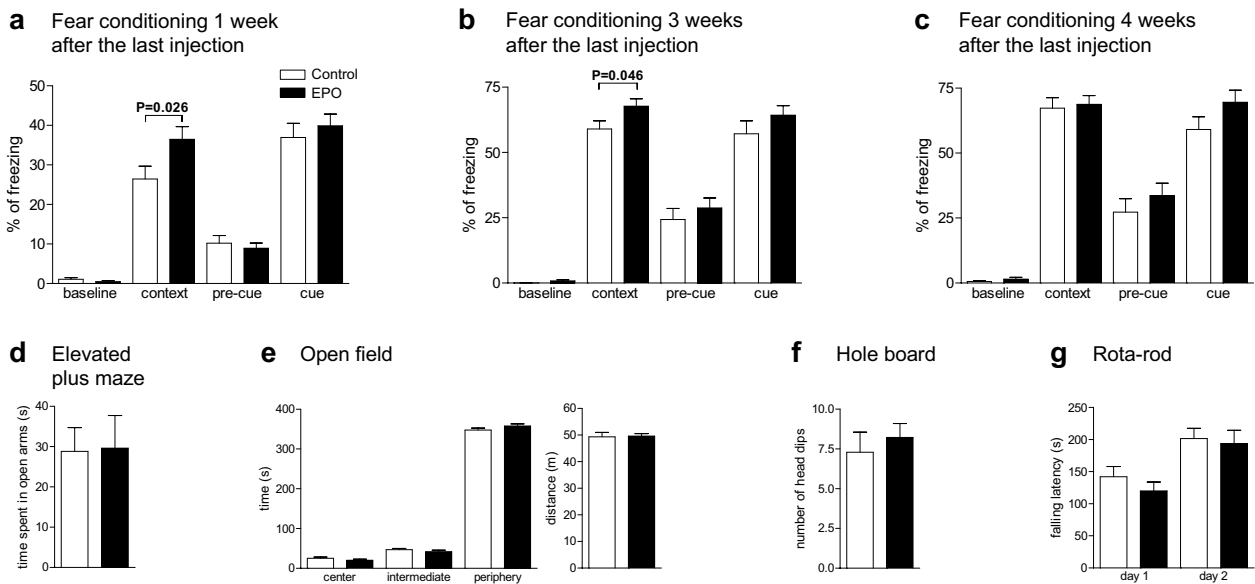 a Fear conditioning 1 week
after the last injection
Control
EPO
P=0.026
% of freezing
50
40
30
20
10
0
baseline context pre-cue cue
b Fear conditioning 3 weeks
after the last injection
P=0.046
% of freezing
75
50
25
0
baseline context pre-cue cue
c Fear conditioning 4 weeks
after the last injection
% of freezing
75
50
25
0
baseline context pre-cue cue
d Elevated
plus maze
time spent in open arms (s)
40
30
20
10
0
e Open field
time (s)
400
300
200
100
0
center intermediate periphery
distance (m)
60
50
40
30
20
10
0
f Hole board
number of head dips
10.0
7.5
5.0
2.5
0.0
g Rota-rod
falling latency (s)
250
200
150
100
50
0
day 1 day 2